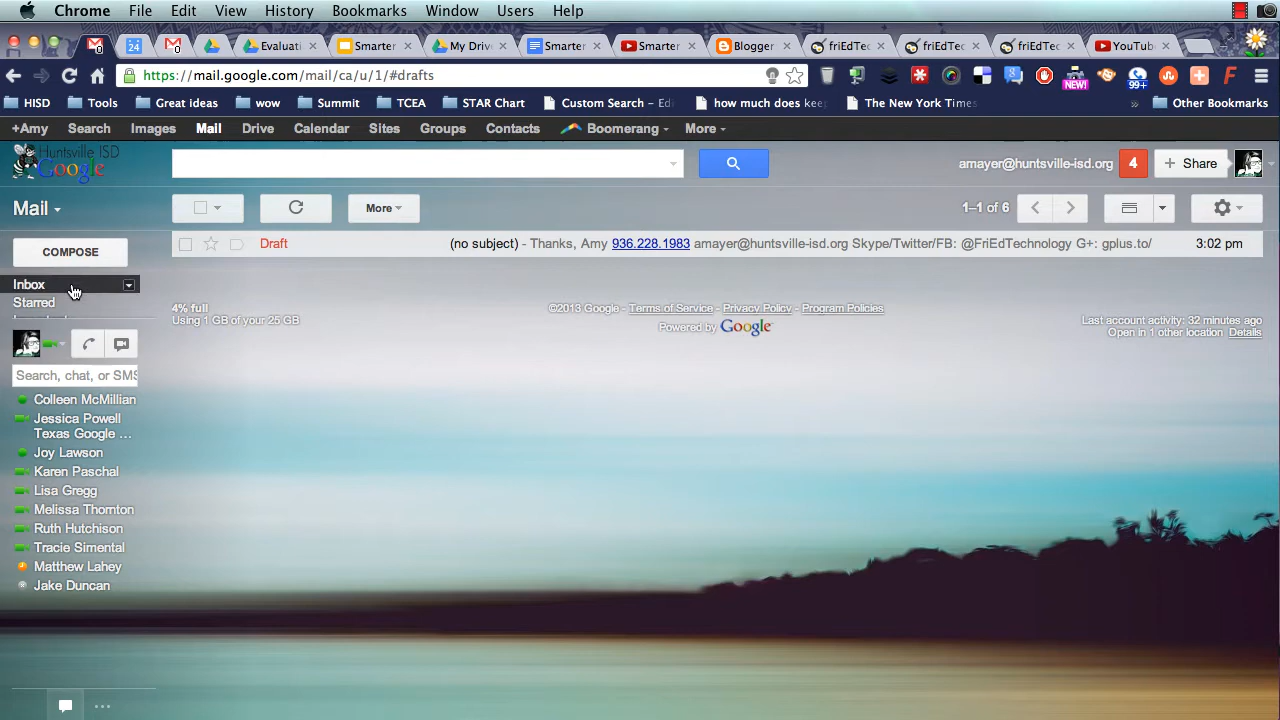 Chrome File Edit View History Bookmarks Window Users Help
24 Evaluati Smarter My Driv Smarter Smarter Blogger friEdTec friEdTe friEdTec YouTub
https://mail.google.com/mail/ca/u/1/#drafts NEW! 99+
HISD Tools Great ideas wow Summit TCEA STAR Chart Custom Search - Edi how much does kee The New York Times » Other Bookmarks
+Amy Search Images Mail Drive Calendar Sites Groups Contacts Boomerang More
Huntsville ISD
Google
amayer@huntsville-isd.org 4 + Share
Mail More 1–1 of 6
COMPOSE
Draft (no subject) - Thanks, Amy 936.228.1983 amayer@huntsville-isd.org Skype/Twitter/FB: @FriEdTechnology G+: gplus.to/ 3:02 pm
Inbox
Starred
4% full
Using 1 GB of your 25 GB
©2013 Google - Terms of Service - Privacy Policy - Program Policies
Powered by Google
Last account activity: 32 minutes ago
Open in 1 other location Details
Search, chat, or SMS
Colleen McMillian
Jessica Powell
Texas Google ...
Joy Lawson
Karen Paschal
Lisa Gregg
Melissa Thornton
Ruth Hutchison
Tracie Simental
Matthew Lahey
Jake Duncan